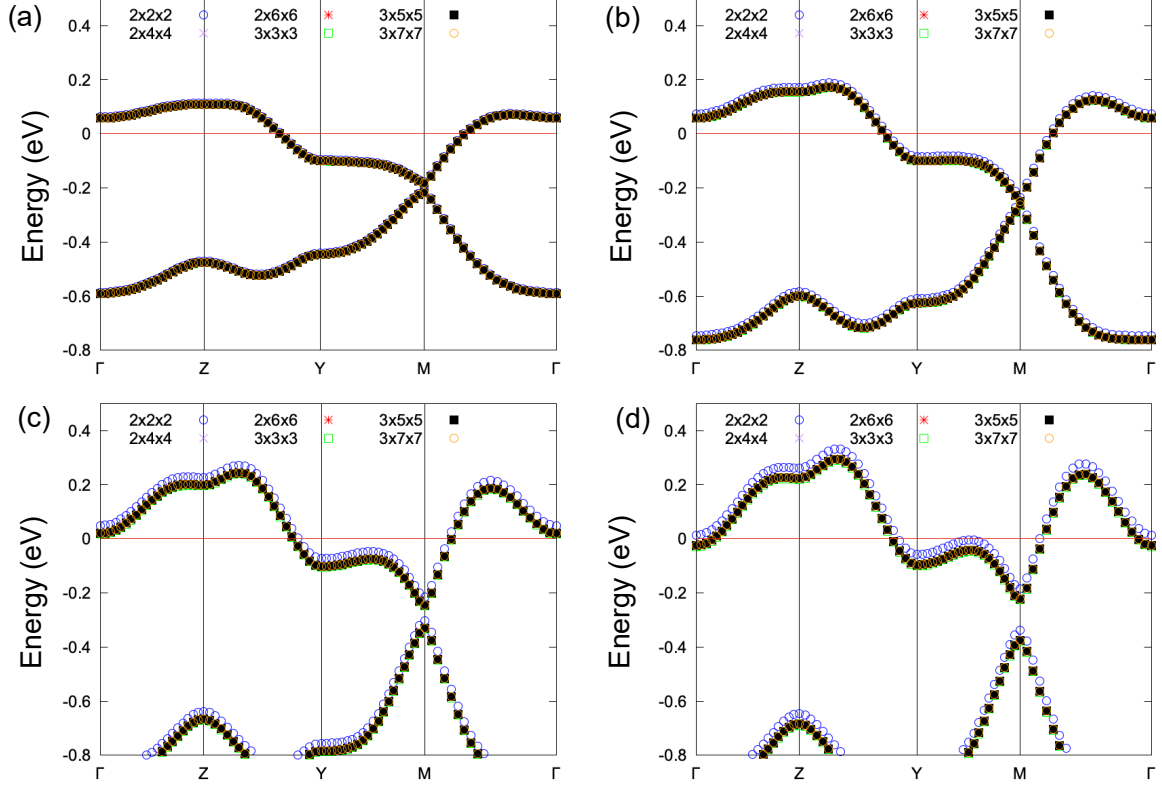 (a)
2x2x2 2x6x6 3x5x5
2x4x4 3x3x3 3x7x7
Energy (eV)
0.4
0.2
0
-0.2
-0.4
-0.6
-0.8
Γ Z Y M Γ
(b)
2x2x2 2x6x6 3x5x5
2x4x4 3x3x3 3x7x7
Energy (eV)
0.4
0.2
0
-0.2
-0.4
-0.6
-0.8
Γ Z Y M Γ
(c)
2x2x2 2x6x6 3x5x5
2x4x4 3x3x3 3x7x7
Energy (eV)
0.4
0.2
0
-0.2
-0.4
-0.6
-0.8
Γ Z Y M Γ
(d)
2x2x2 2x6x6 3x5x5
2x4x4 3x3x3 3x7x7
Energy (eV)
0.4
0.2
0
-0.2
-0.4
-0.6
-0.8
Γ Z Y M Γ